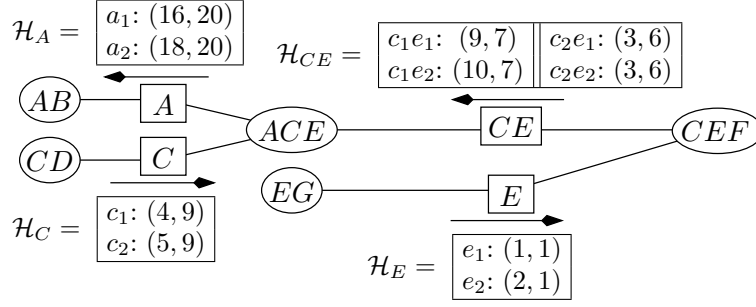 H_A = a_1: (16, 20)
a_2: (18, 20)
H_CE = c_1e_1: (9, 7) c_2e_1: (3, 6)
c_1e_2: (10, 7) c_2e_2: (3, 6)
AB A ACE CE CEF
CD C
EG E
H_C = c_1: (4, 9)
c_2: (5, 9)
H_E = e_1: (1, 1)
e_2: (2, 1)